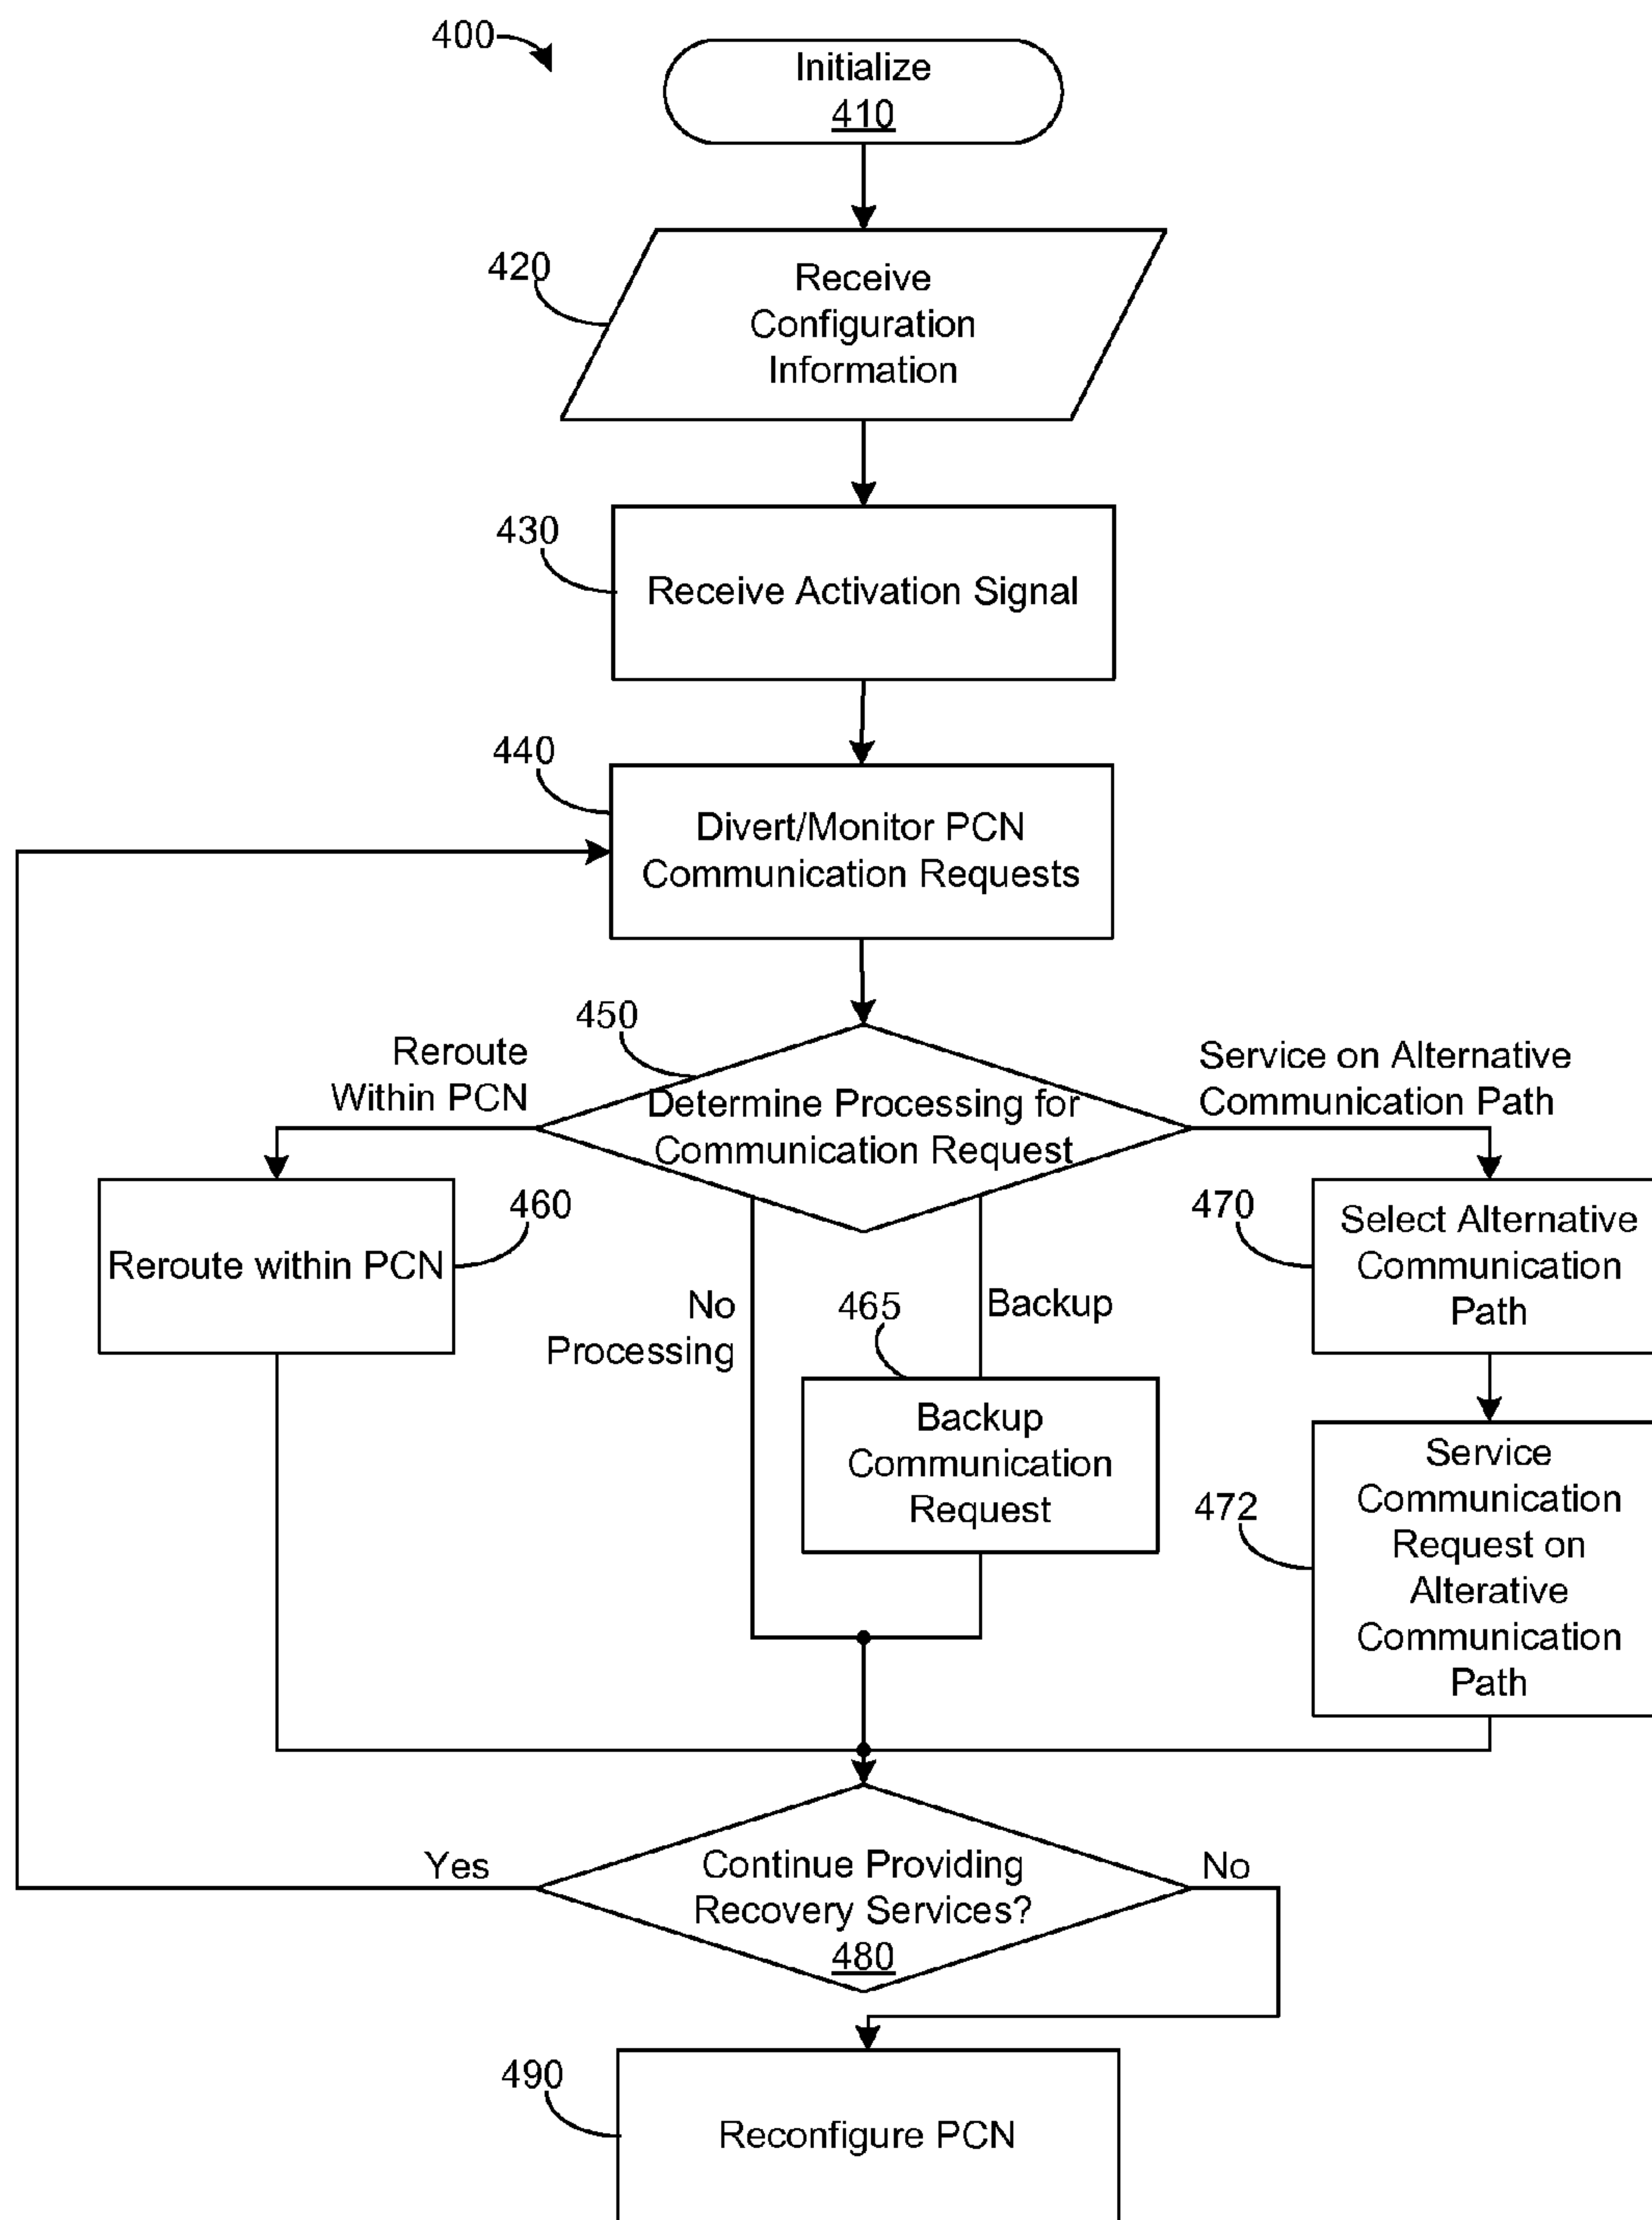 400
Initialize
410
420
Receive
Configuration
Information
430
Receive Activation Signal
440
Divert/Monitor PCN
Communication Requests
450
Reroute
Within PCN
Service on Alternative
Communication Path
Determine Processing for
Communication Request
460
Reroute within PCN
470
Select Alternative
Communication
Path
No
Processing
465
Backup
Backup
Communication
Request
472
Service
Communication
Request on
Alterative
Communication
Path
Yes
Continue Providing
Recovery Services?
480
No
490
Reconfigure PCN